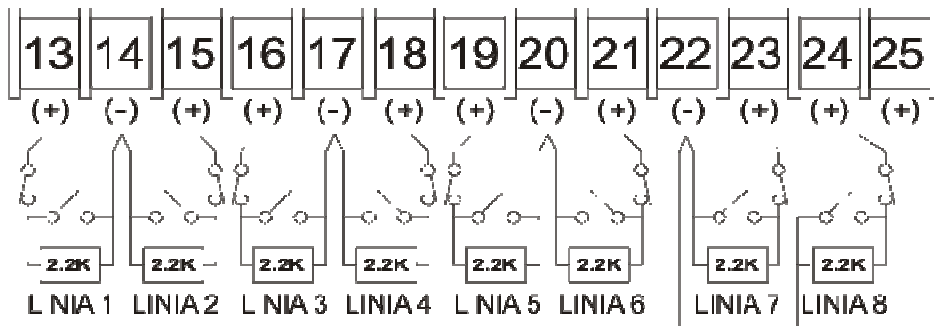 13 14 15 16 17 18 19 20 21 22 23 24 25
(+) (-) (+) (+) (-) (+) (+) (-) (+) (-) (+) (+) (+)
2.2K 2.2K 2.2K 2.2K 2.2K 2.2K 2.2K 2.2K
L NIA 1 LINIA 2 L NIA 3 LINIA 4 L NIA 5 LINIA 6 LINIA 7 LINIA 8